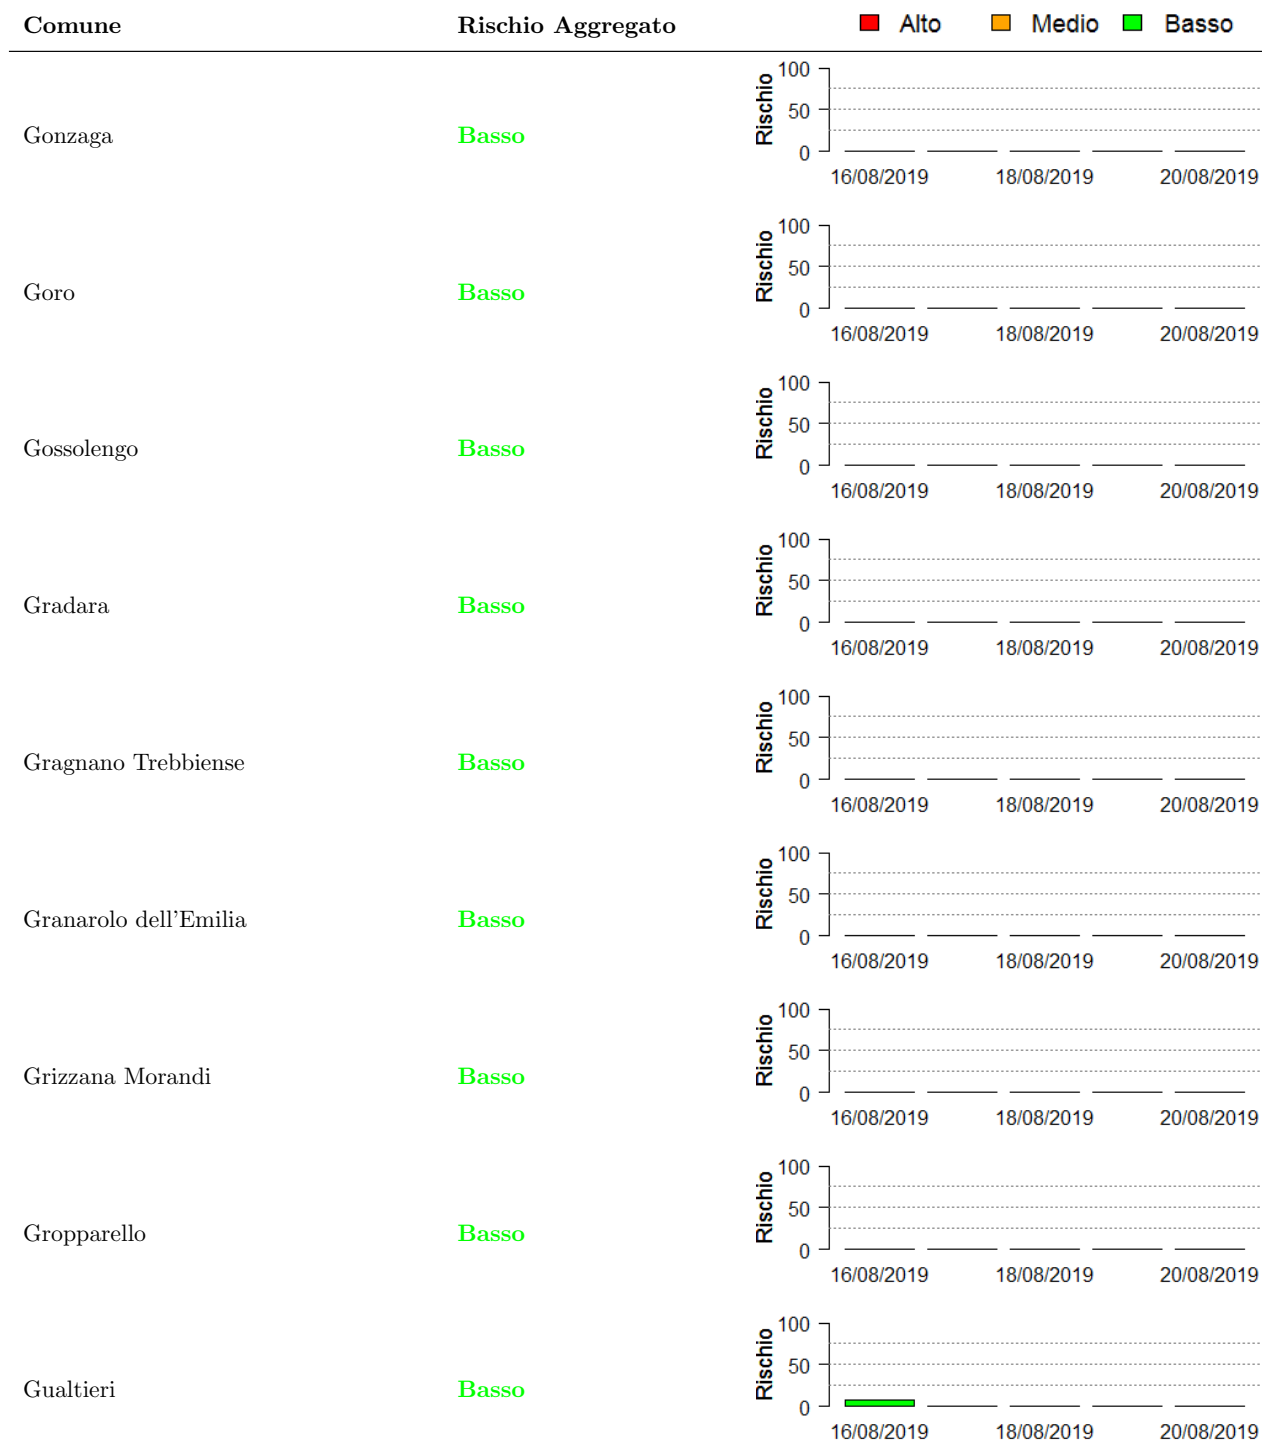 Comune Rischio Aggregato Alto Medio Basso
100
50
0
Rischio
Gonzaga Basso
16/08/2019 18/08/2019 20/08/2019
100
50
0
Rischio
Goro Basso
16/08/2019 18/08/2019 20/08/2019
100
50
0
Rischio
Gossolengo Basso
16/08/2019 18/08/2019 20/08/2019
100
50
0
Rischio
Gradara Basso
16/08/2019 18/08/2019 20/08/2019
100
50
0
Rischio
Gragnano Trebbiense Basso
16/08/2019 18/08/2019 20/08/2019
100
50
0
Rischio
Granarolo dell'Emilia Basso
16/08/2019 18/08/2019 20/08/2019
100
50
0
Rischio
Grizzana Morandi Basso
16/08/2019 18/08/2019 20/08/2019
100
50
0
Rischio
Gropparello Basso
16/08/2019 18/08/2019 20/08/2019
100
50
0
Rischio
Gualtieri Basso
16/08/2019 18/08/2019 20/08/2019